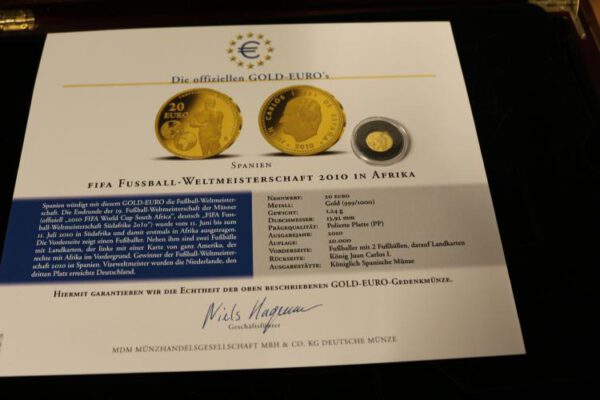 €
Die offiziellen GOLD-EURO's
20
EURO
2010
SPANIEN
FIFA FUSSBALL-WELTMEISTERSCHAFT 2010 IN AFRIKA
Spanien würdigt mit diesem GOLD-EURO die Fußball-Weltmeister-
schaft. Die Endrunde der 19. Fußball-Weltmeisterschaft der Männer
(offiziell „2010 FIFA World Cup South Africa”, deutsch „FIFA Fuss-
ball-Weltmeisterschaft Südafrika 2010”) wurde vom 11. Juni bis zum
11. Juli 2010 in Südafrika und damit erstmals in Afrika ausgetragen.
Die Vorderseite zeigt einen Fußballer. Neben ihm sind zwei Fußbälle
mit Landkarten, der linke mit einer Karte von ganz Amerika, der
rechte mit Afrika im Vordergrund. Gewinner der Fußball-Weltmeister-
schaft 2010 ist Spanien. Vizeweltmeister wurden die Niederlande, den
dritten Platz erreichte Deutschland.
NENNWERT: 20 EURO
METALL: Gold (999/1000)
GEWICHT: 1,24 g
DURCHMESSER: 13,92 mm
PRÄGEQUALITÄT: Polierte Platte (PP)
AUSGABEJAHR: 2010
AUFLAGE: 20.000
VORDERSEITE: Fußballer mit 2 Fußbällen, darauf Landkarten
RÜCKSEITE: König Juan Carlos I.
AUSGABESTÄTTE: Königlich Spanische Münze
HIERMIT GARANTIEREN WIR DIE ECHTHEIT DER OBEN BESCHRIEBENEN GOLD-EURO-GEDENKMÜNZE.
Geschäftsführer
MDM MÜNZHANDELSGESELLSCHAFT MBH & CO. KG DEUTSCHE MÜNZE